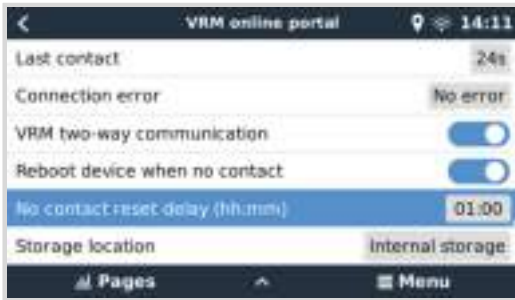 VRM online portal 14:11
Last contact 24s
Connection error No error
VRM two-way communication
Reboot device when no contact
No contact reset delay (hh:mm) 01:00
Storage location Internal storage
Pages Menu